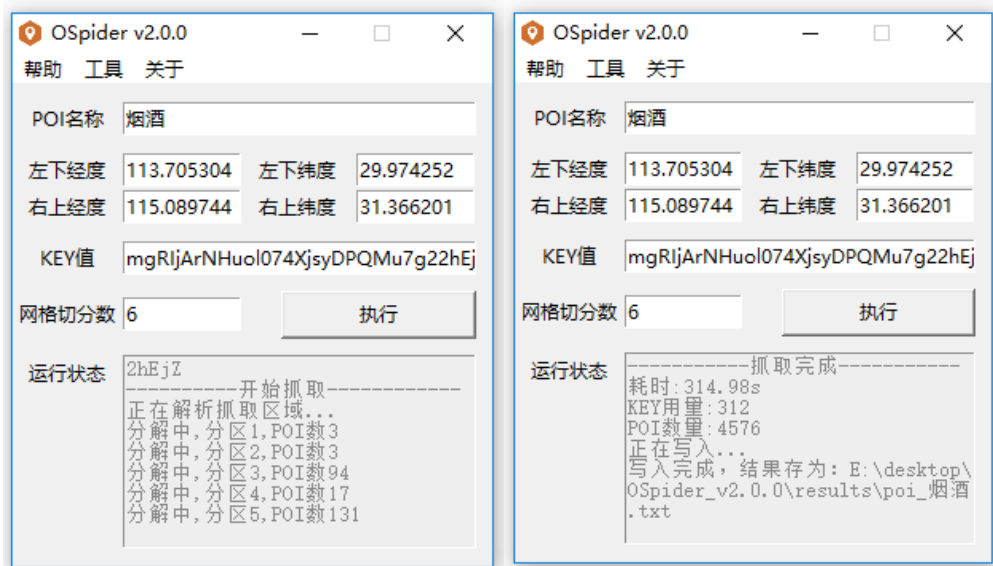 OSpider v2.0.0
帮助 工具 关于
POI名称 烟酒
左下经度 113.705304 左下纬度 29.974252
右上经度 115.089744 右上纬度 31.366201
KEY值 mgRIjArNHuol074XjsyDPQMu7g22hEj
网格切分数 6 执行
运行状态 2hEjZ
----------开始抓取------------
正在解析抓取区域...
分解中,分区1,POI数3
分解中,分区2,POI数3
分解中,分区3,POI数94
分解中,分区4,POI数17
分解中,分区5,POI数131
OSpider v2.0.0
帮助 工具 关于
POI名称 烟酒
左下经度 113.705304 左下纬度 29.974252
右上经度 115.089744 右上纬度 31.366201
KEY值 mgRIjArNHuol074XjsyDPQMu7g22hEj
网格切分数 6 执行
运行状态 -----------抓取完成-----------
耗时:314.98s
KEY用量:312
POI数量:4576
正在写入...
写入完成，结果存为: E:\desktop\
OSpider_v2.0.0\results\poi_烟酒
.txt